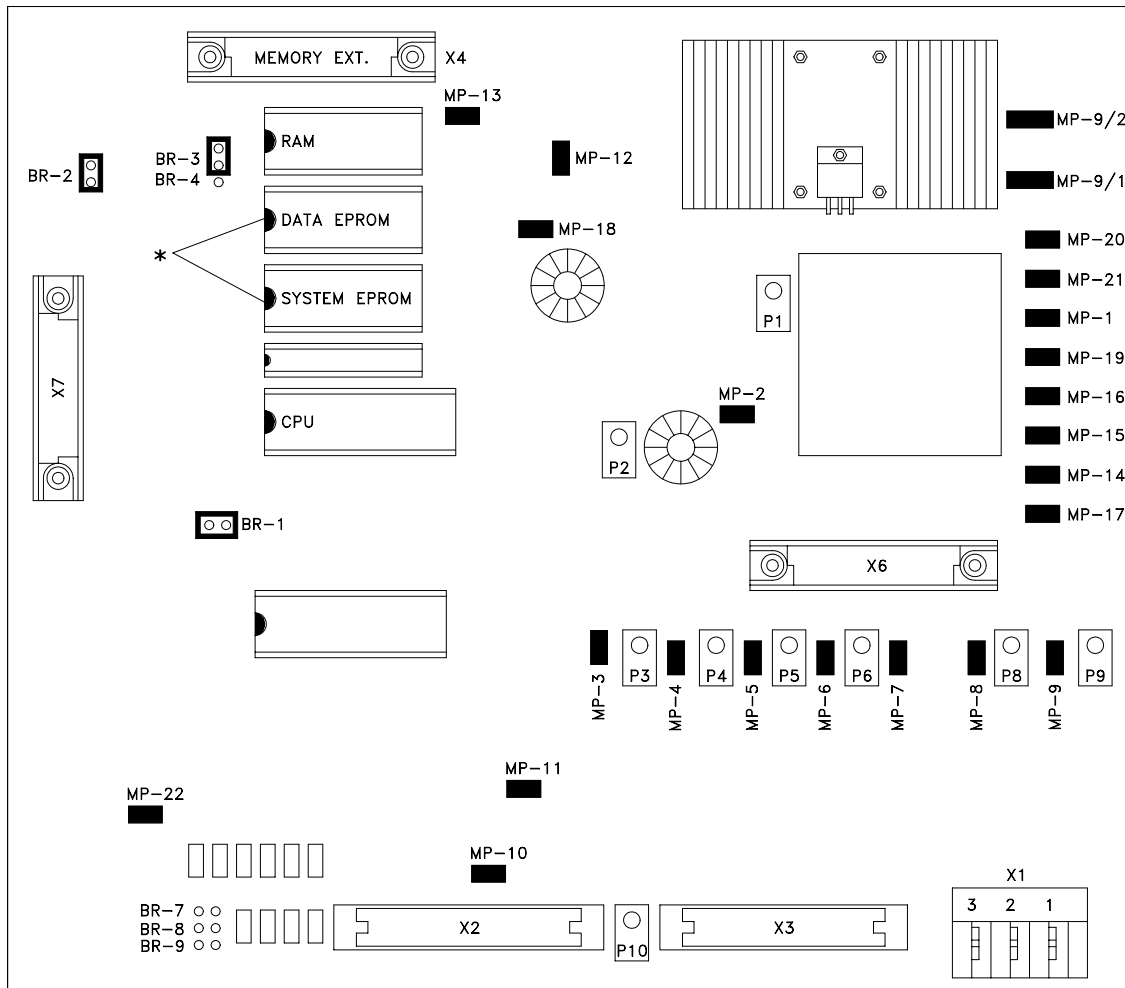 MEMORY EXT. X4
MP-13
RAM
MP-9/2
BR-3
MP-12
BR-2
BR-4
MP-9/1
DATA EPROM
MP-18
MP-20
*
MP-21
SYSTEM EPROM
P1
MP-1
MP-19
X7
MP-2
MP-16
CPU
MP-15
P2
MP-14
BR-1
MP-17
X6
MP-3
P3
MP-4
P4
MP-5
P5
MP-6
P6
MP-7
MP-8
P8
MP-9
P9
MP-11
MP-22
MP-10
X1
3 2 1
BR-7
BR-8
BR-9
X2
P10
X3